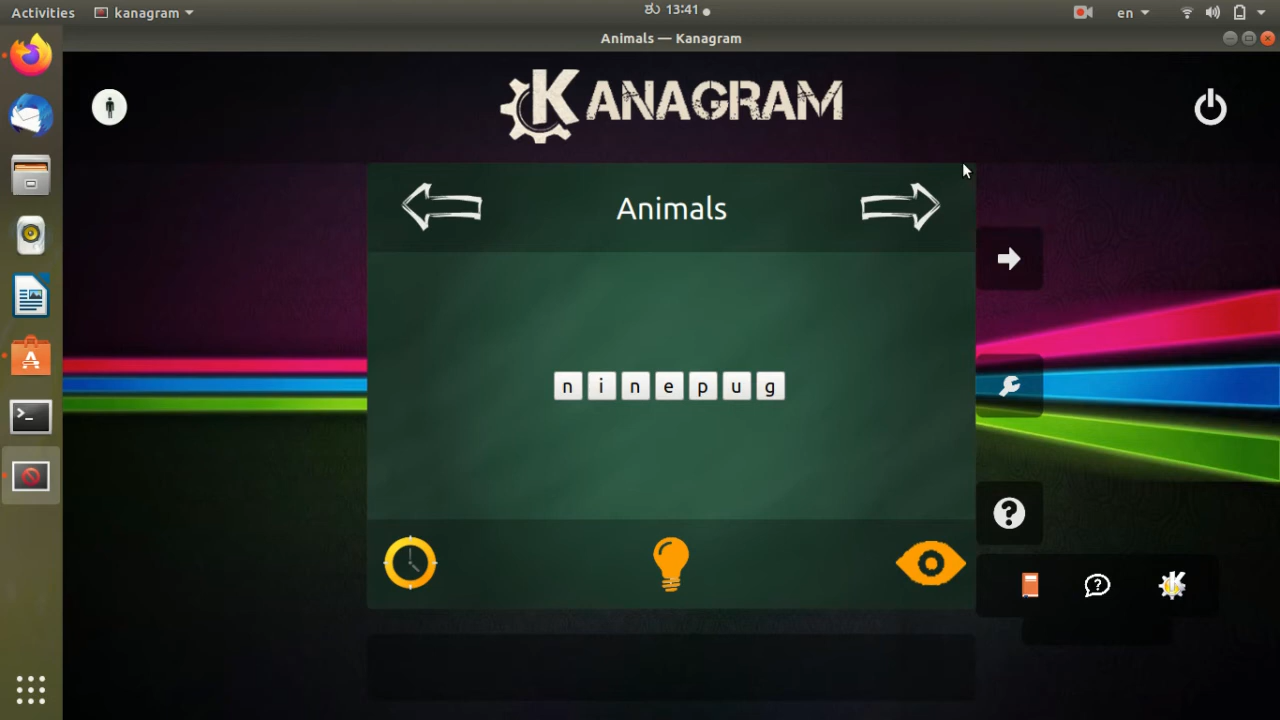 Activities kanagram ಶು 13:41 en
Animals — Kanagram
KANAGRAM
Animals
n i n e p u g